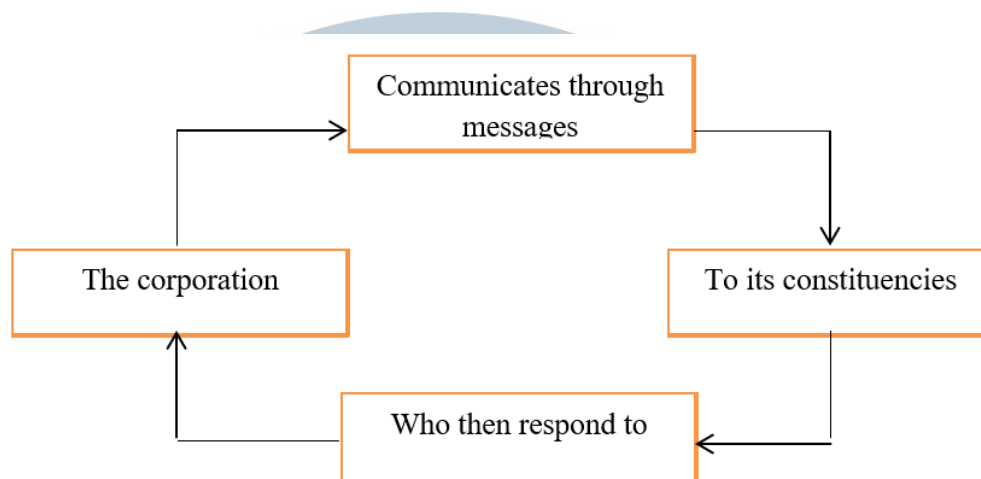 Communicates through
messages
The corporation
To its constituencies
Who then respond to